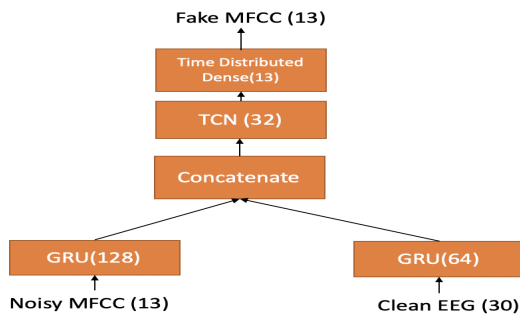 Fake MFCC (13)
Time Distributed
Dense(13)
TCN (32)
Concatenate
GRU(128)
GRU(64)
Noisy MFCC (13)
Clean EEG (30)